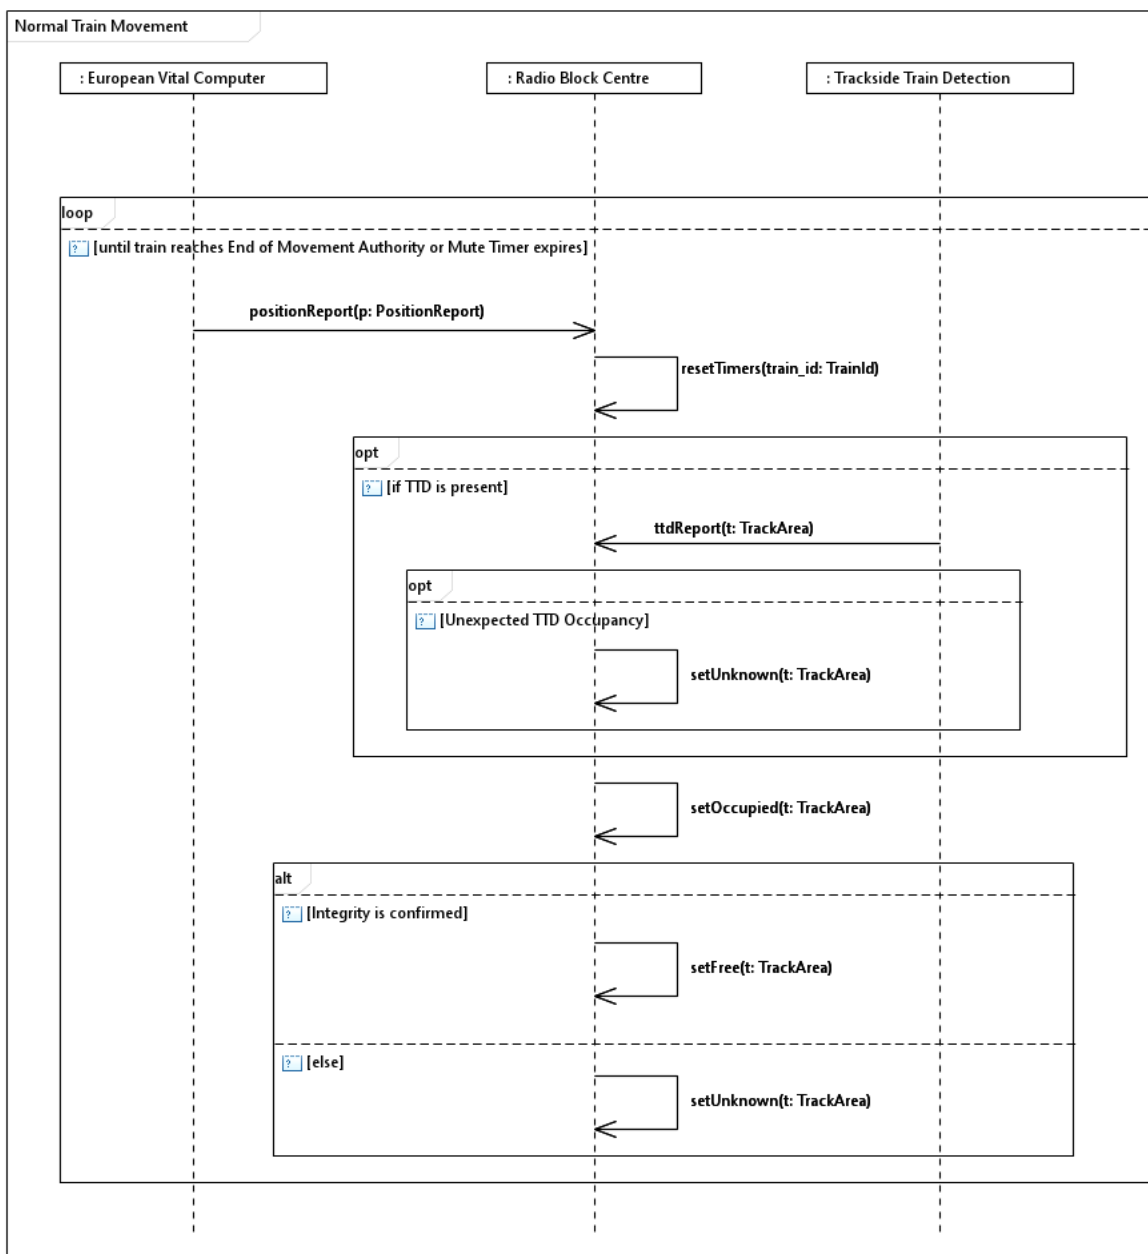 Normal Train Movement
: European Vital Computer
: Radio Block Centre
: Trackside Train Detection
loop
[until train reaches End of Movement Authority or Mute Timer expires]
positionReport(p: PositionReport)
resetTimers(train_id: TrainId)
opt
[if TTD is present]
ttdReport(t: TrackArea)
opt
[Unexpected TTD Occupancy]
setUnknown(t: TrackArea)
setOccupied(t: TrackArea)
alt
[Integrity is confirmed]
setFree(t: TrackArea)
[else]
setUnknown(t: TrackArea)